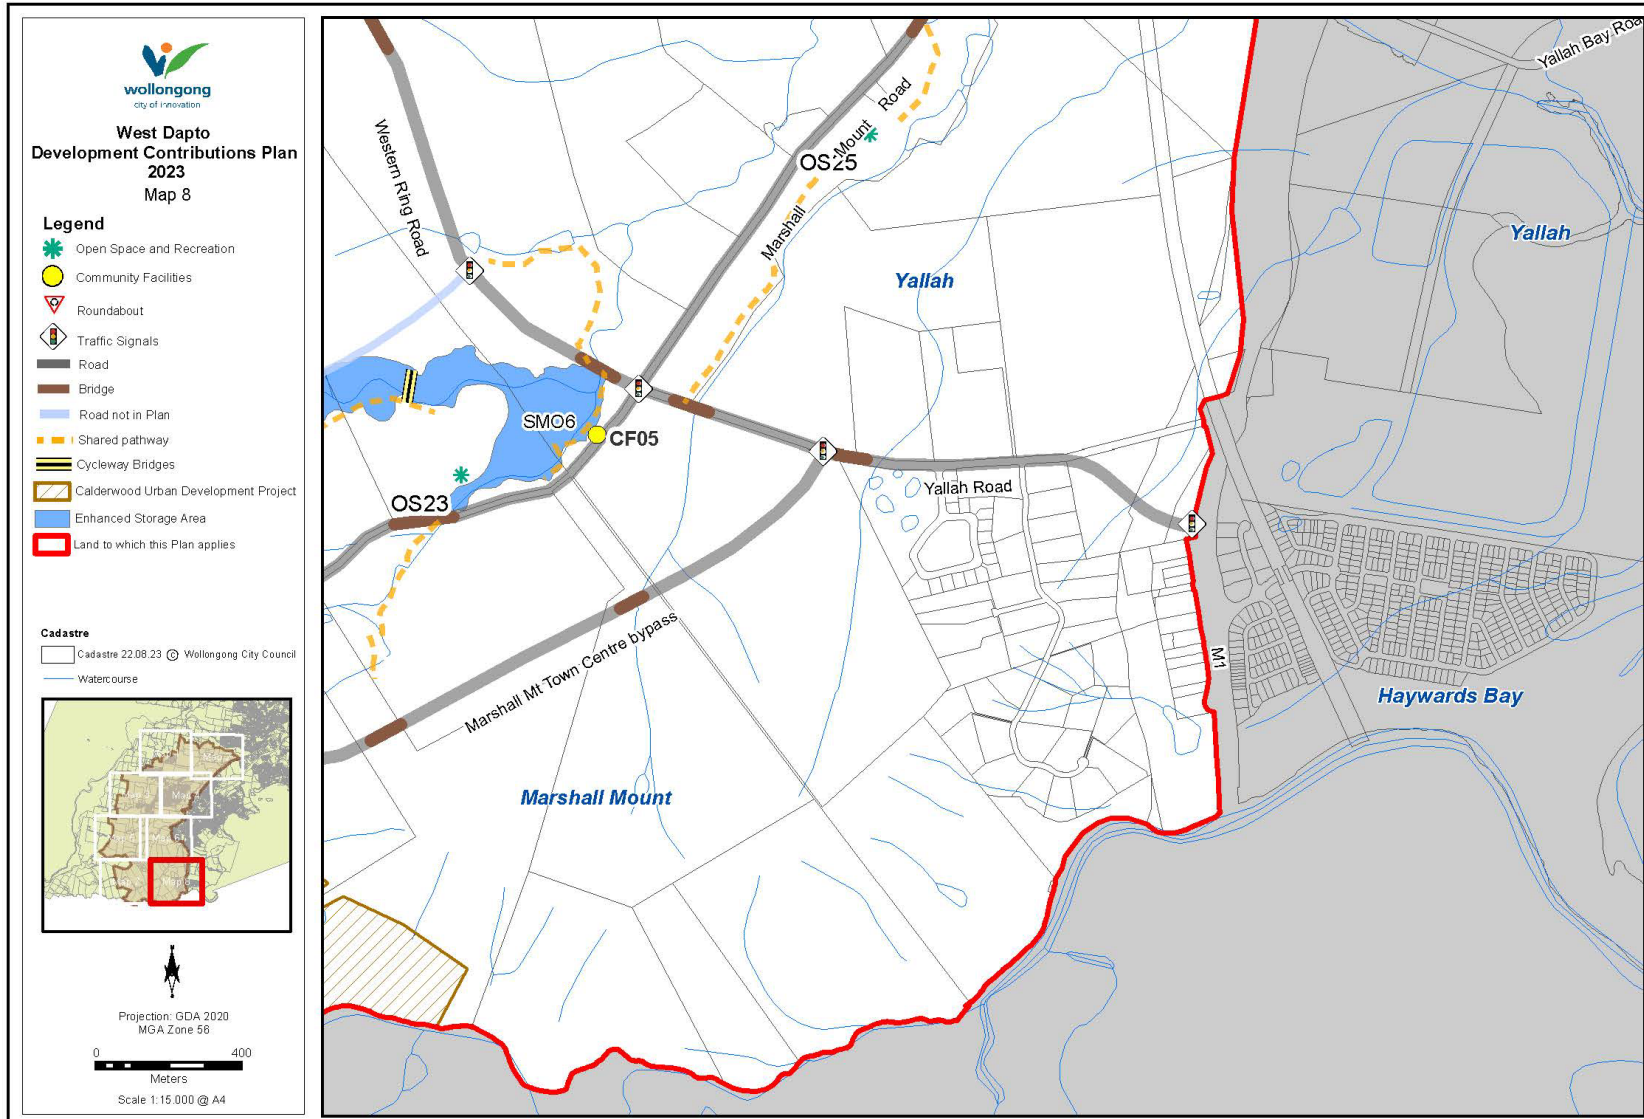 wollongong
city of innovation
West Dapto
Development Contributions Plan
2023
Map 8
Legend
Open Space and Recreation
Community Facilities
Roundabout
Traffic Signals
Road
Bridge
Road not in Plan
Shared pathway
Cycleway Bridges
Calderwood Urban Development Project
Enhanced Storage Area
Land to which this Plan applies
Cadastre
Cadastre 22.08.23 © Wollongong City Council
Watercourse
Projection: GDA 2020
MGA Zone 56
0 400
Meters
Scale 1:15,000 @ A4
Yallah Bay Roa
Western Ring Road
Marshall Mount Road
OS25
Yallah
Yallah
SMO6
CF05
OS23
Yallah Road
Marshall Mt Town Centre bypass
M1
Haywards Bay
Marshall Mount